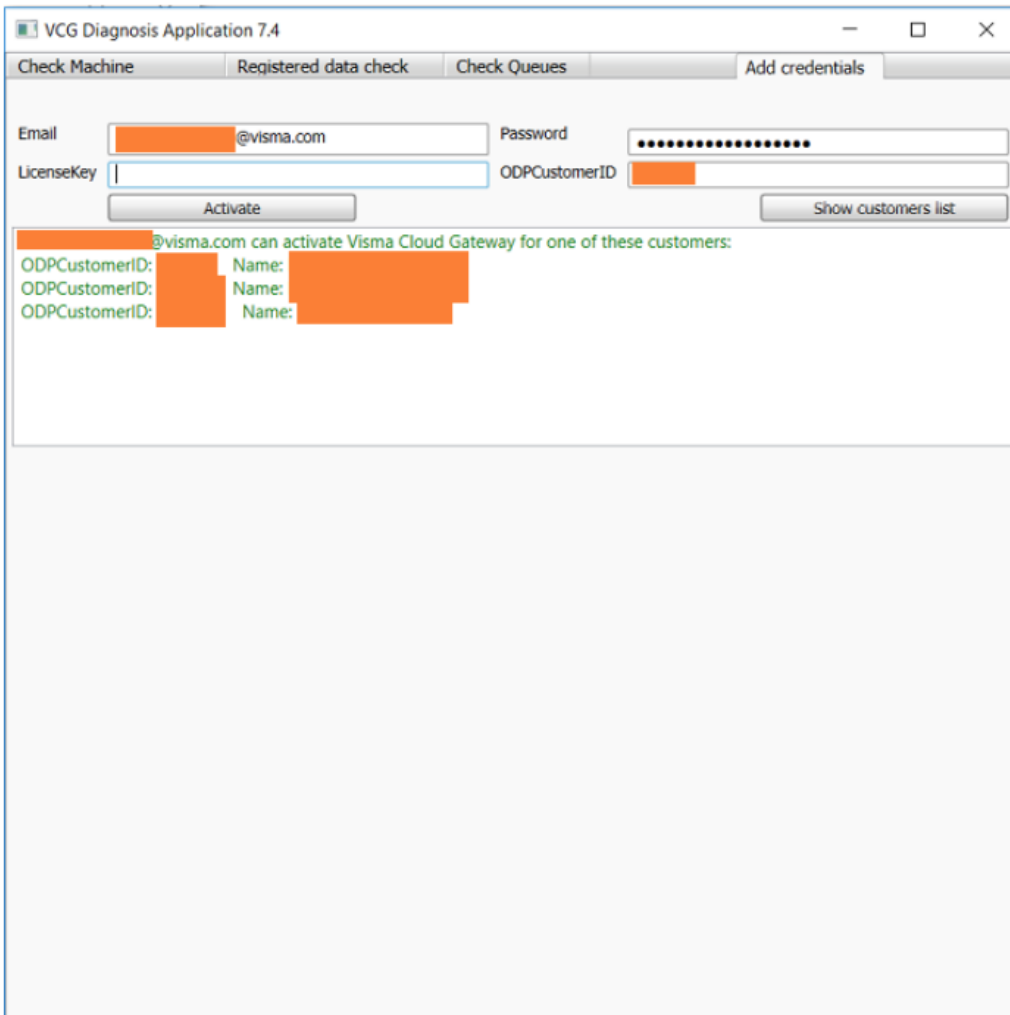 VCG Diagnosis Application 7.4
Check Machine Registered data check Check Queues Add credentials
Email @visma.com Password ••••••••••••••••••
LicenseKey ODPCustomerID
Activate Show customers list
@visma.com can activate Visma Cloud Gateway for one of these customers:
ODPCustomerID: Name:
ODPCustomerID: Name:
ODPCustomerID: Name: